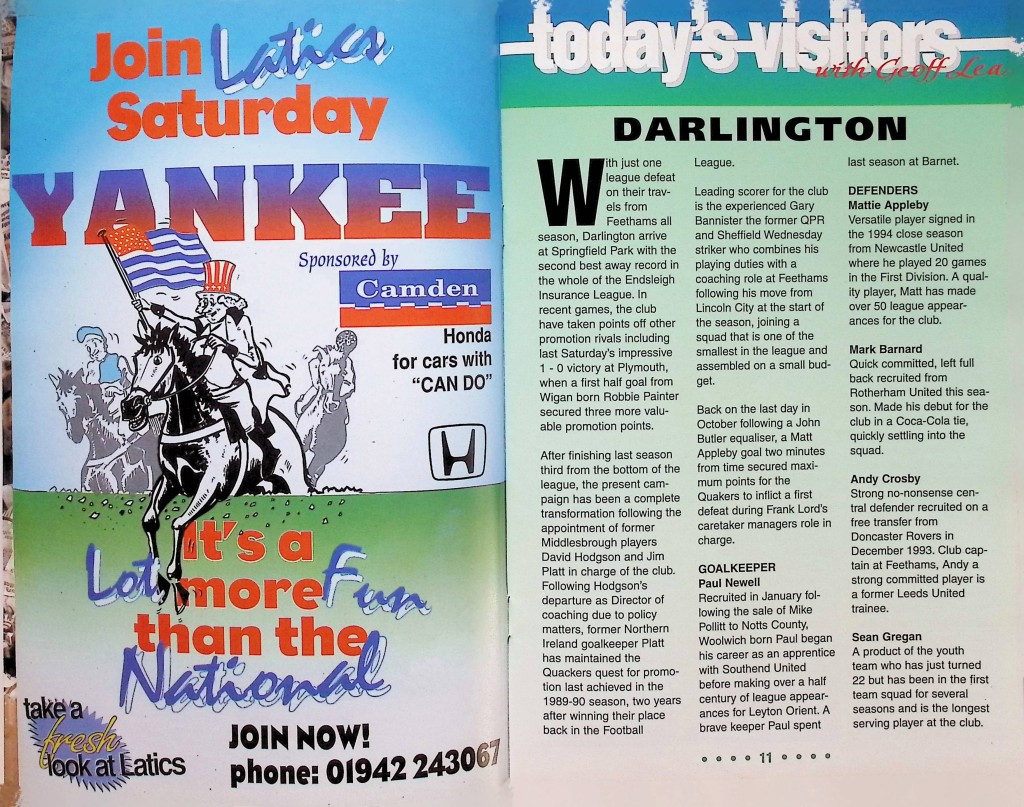 Join Latics
Saturday
YANKEE
Sponsored by
Camden
Honda
for cars with
“CAN DO”
It's a
Lot more Fun
than the
National
take a
fresh
look at Latics
JOIN NOW!
phone: 01942 243067
today's visitors
with Geoff Lea
DARLINGTON
With just one
league defeat
on their trav-
els from
Feethams all
season, Darlington arrive
at Springfield Park with the
second best away record in
the whole of the Endsleigh
Insurance League. In
recent games, the club
have taken points off other
promotion rivals including
last Saturday's impressive
1 - 0 victory at Plymouth,
when a first half goal from
Wigan born Robbie Painter
secured three more valu-
able promotion points.
After finishing last season
third from the bottom of the
league, the present cam-
paign has been a complete
transformation following the
appointment of former
Middlesbrough players
David Hodgson and Jim
Platt in charge of the club.
Following Hodgson's
departure as Director of
coaching due to policy
matters, former Northern
Ireland goalkeeper Platt
has maintained the
Quackers quest for promo-
tion last achieved in the
1989-90 season, two years
after winning their place
back in the Football
League.
Leading scorer for the club
is the experienced Gary
Bannister the former QPR
and Sheffield Wednesday
striker who combines his
playing duties with a
coaching role at Feethams
following his move from
Lincoln City at the start of
the season, joining a
squad that is one of the
smallest in the league and
assembled on a small bud-
get.
Back on the last day in
October following a John
Butler equaliser, a Matt
Appleby goal two minutes
from time secured maxi-
mum points for the
Quakers to inflict a first
defeat during Frank Lord's
caretaker managers role in
charge.
GOALKEEPER
Paul Newell
Recruited in January fol-
lowing the sale of Mike
Pollitt to Notts County,
Woolwich born Paul began
his career as an apprentice
with Southend United
before making over a half
century of league appear-
ances for Leyton Orient. A
brave keeper Paul spent
last season at Barnet.
DEFENDERS
Mattie Appleby
Versatile player signed in
the 1994 close season
from Newcastle United
where he played 20 games
in the First Division. A qual-
ity player, Matt has made
over 50 league appear-
ances for the club.
Mark Barnard
Quick committed, left full
back recruited from
Rotherham United this sea-
son. Made his debut for the
club in a Coca-Cola tie,
quickly settling into the
squad.
Andy Crosby
Strong no-nonsense cen-
tral defender recruited on a
free transfer from
Doncaster Rovers in
December 1993. Club cap-
tain at Feethams, Andy a
strong committed player is
a former Leeds United
trainee.
Sean Gregan
A product of the youth
team who has just turned
22 but has been in the first
team squad for several
seasons and is the longest
serving player at the club.
11